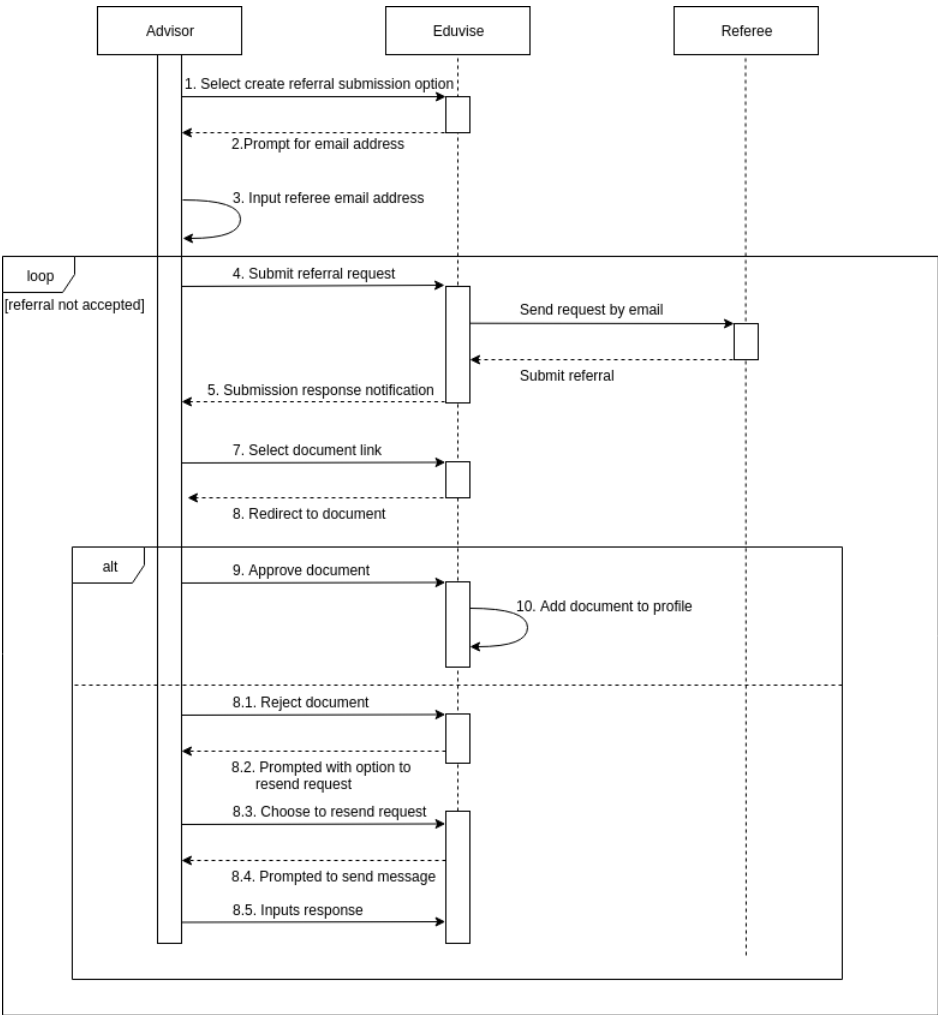 Advisor
Eduvise
Referee
1. Select create referral submission option
2.Prompt for email address
3. Input referee email address
loop
[referral not accepted]
4. Submit referral request
Send request by email
Submit referral
5. Submission response notification
7. Select document link
8. Redirect to document
alt
9. Approve document
10. Add document to profile
8.1. Reject document
8.2. Prompted with option to
resend request
8.3. Choose to resend request
8.4. Prompted to send message
8.5. Inputs response